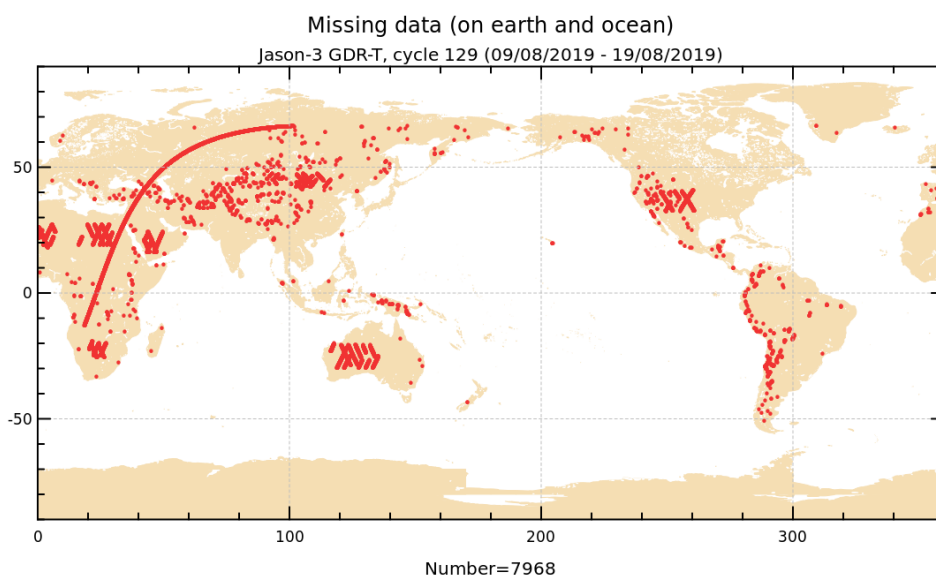 Missing data (on earth and ocean)
Jason-3 GDR-T, cycle 129 (09/08/2019 - 19/08/2019)
50
0
-50
0 100 200 300
Number=7968